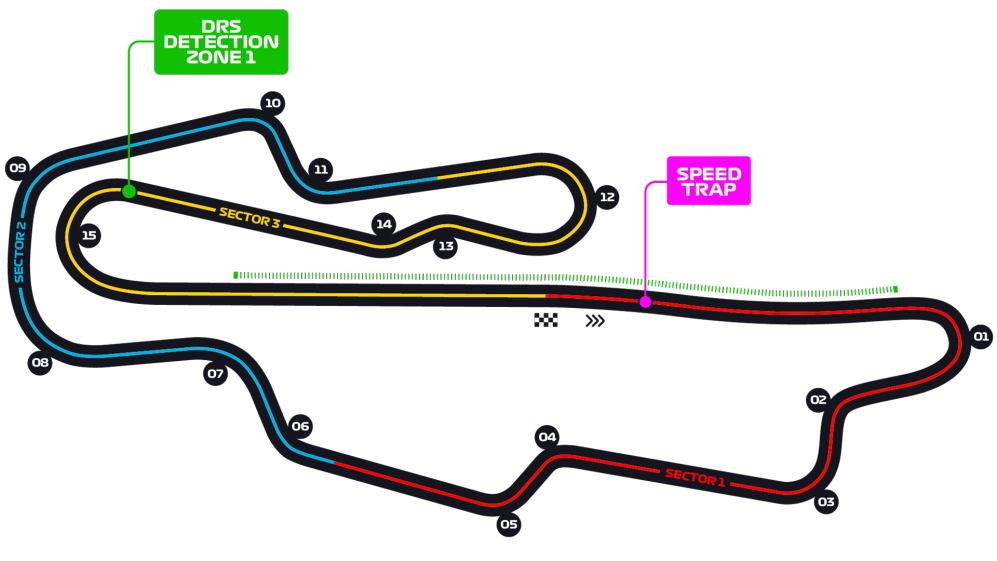 DRS
DETECTION
ZONE 1
10
09
11
SPEED
TRAP
12
SECTOR 3
14
13
15
SECTOR 2
01
08
07
02
06
04
SECTOR 1
03
05